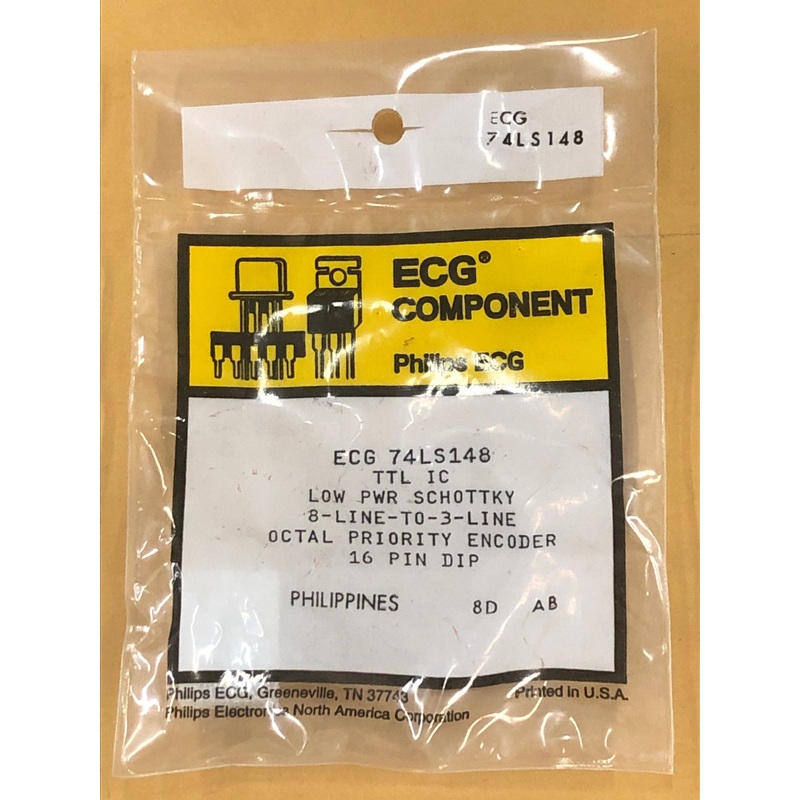 ECG
74LS148
ECG®
COMPONENT
Philips ECG
ECG 74LS148
TTL IC
LOW PWR SCHOTTKY
8-LINE-TO-3-LINE
OCTAL PRIORITY ENCODER
16 PIN DIP
PHILIPPINES 8D AB
Philips ECG, Greeneville, TN 37743 Printed in U.S.A.
Philips Electronics North America Corporation